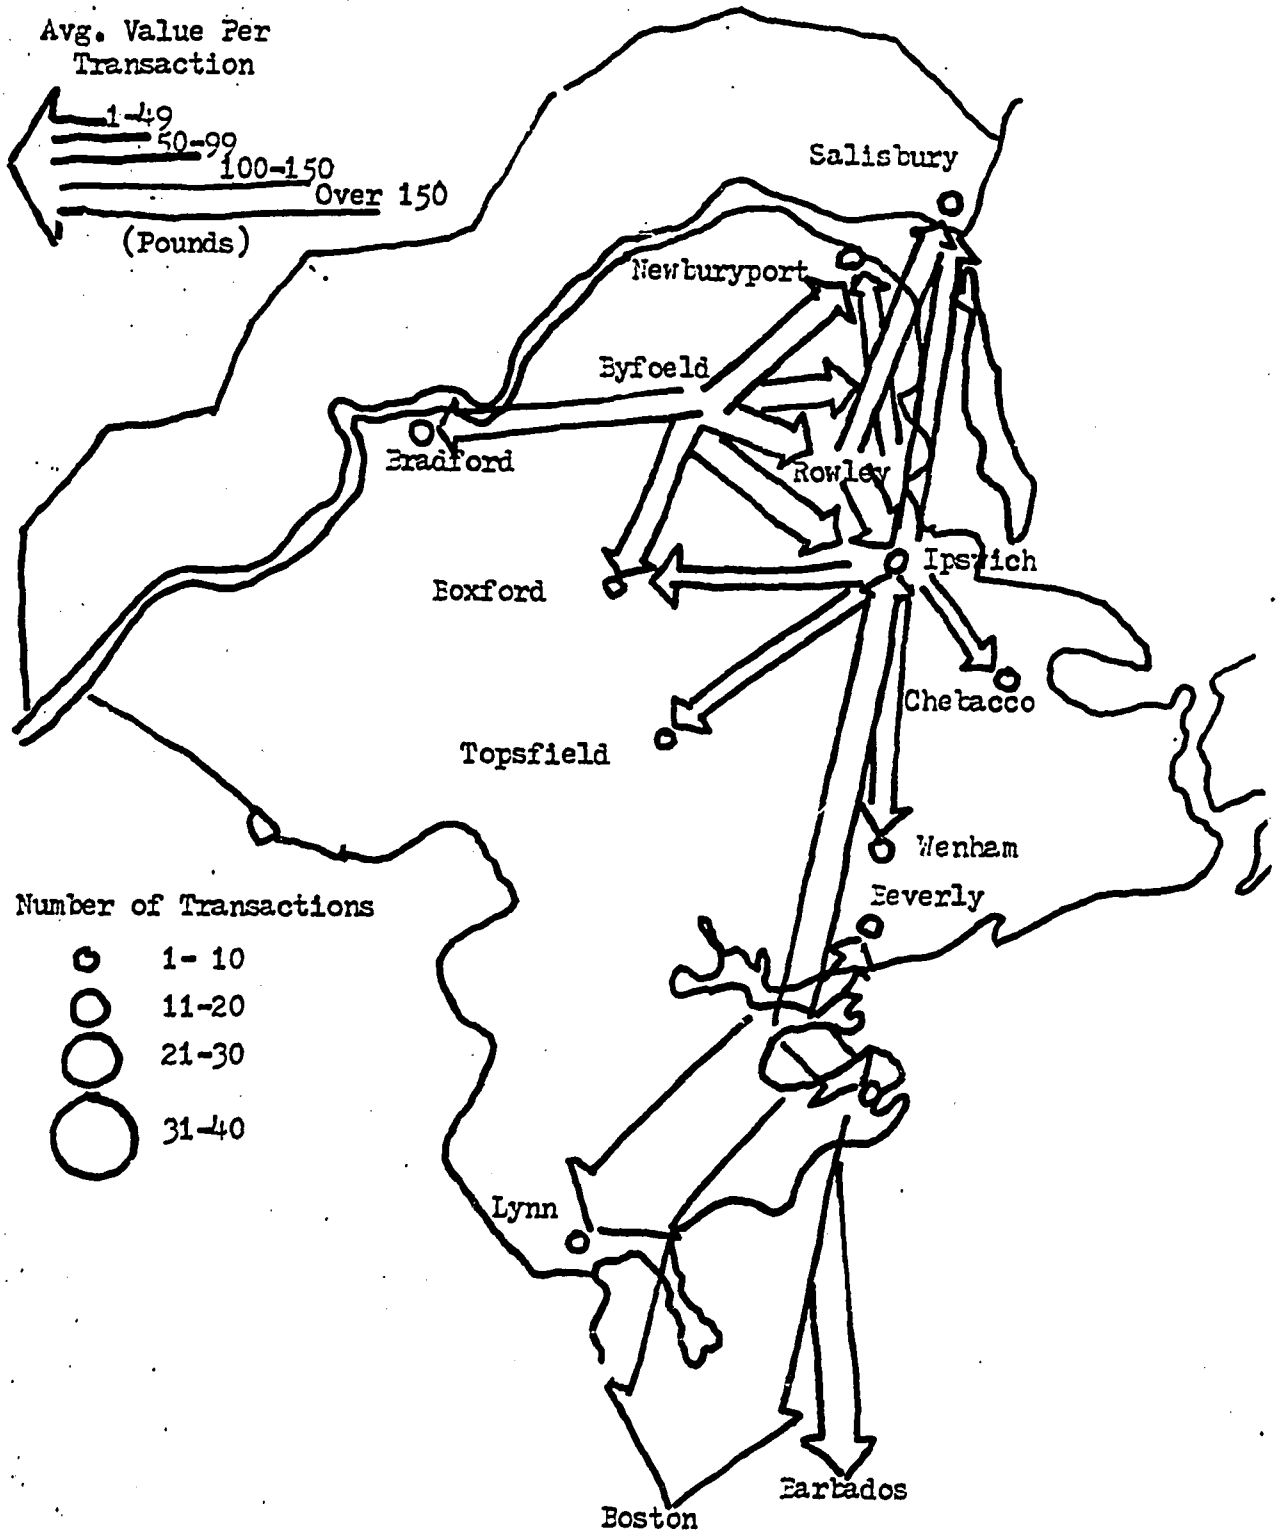 Avg. Value Per
Transaction
1-49
50-99
100-150
Over 150
(Pounds)
Salisbury
Newburyport
Byfoeld
Bradford
Rowley
Ipswich
Boxford
Chebacco
Topsfield
Wenham
Beverly
Number of Transactions
1- 10
11-20
21-30
31-40
Lynn
Barbados
Boston